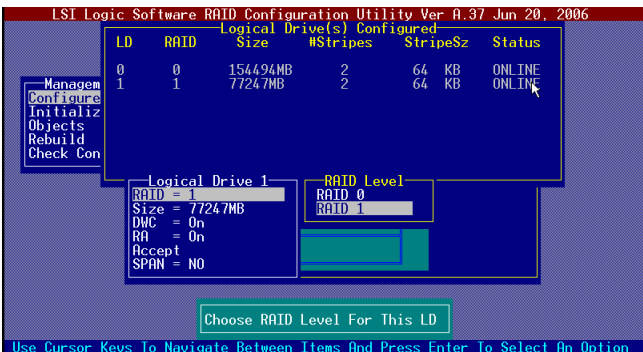 LSI Logic Software RAID Configuration Utility Ver A.37 Jun 20, 2006
Logical Drive(s) Configured
LD RAID Size #Stripes StripeSz Status
0 0 154494MB 2 64 KB ONLINE
1 1 77247MB 2 64 KB ONLINE
Managem
Configure
Initializ
Objects
Rebuild
Check Con
Logical Drive 1
RAID = 1
Size = 77247MB
DWC = On
RA = On
Accept
SPAN = NO
RAID Level
RAID 0
RAID 1
Choose RAID Level For This LD
Use Cursor Keys To Navigate Between Items And Press Enter To Select An Option